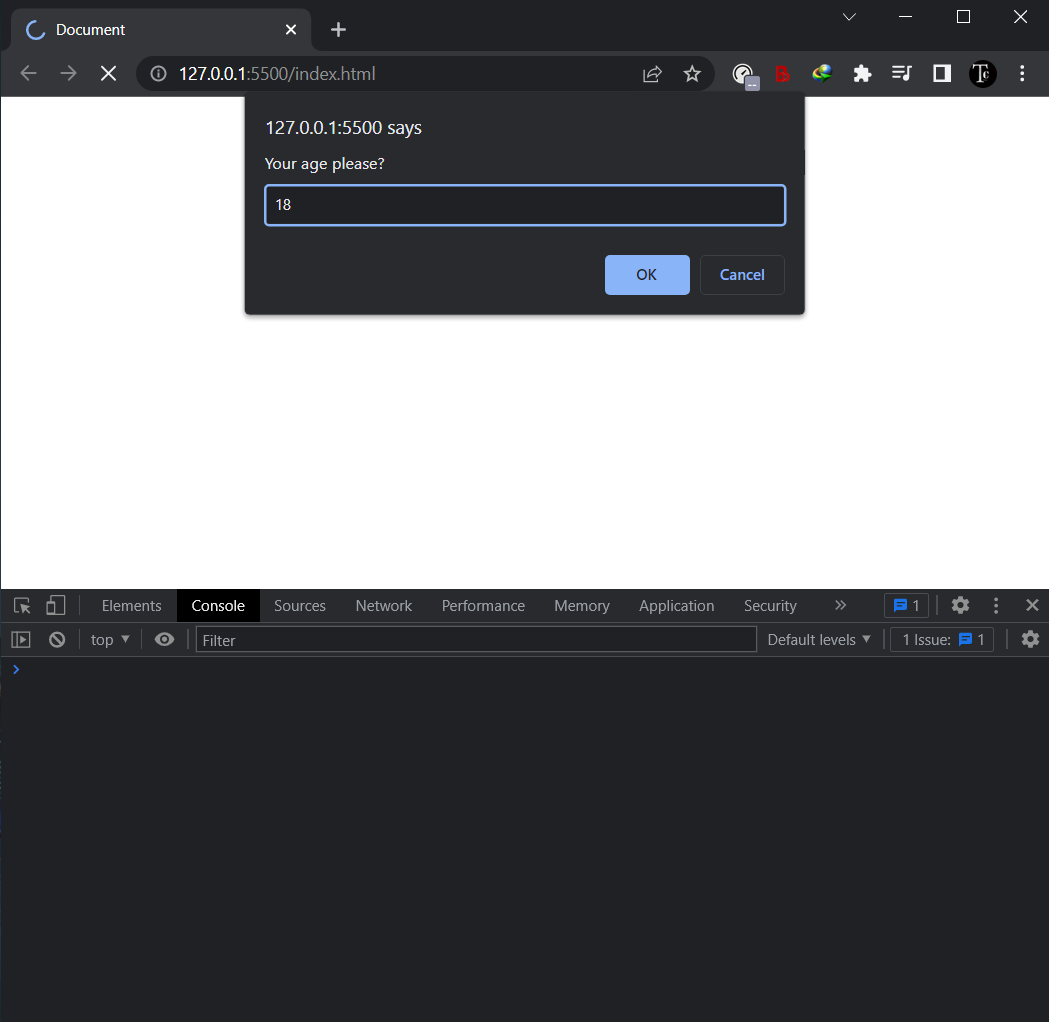 Document
127.0.0.1:5500/index.html
127.0.0.1:5500 says
Your age please?
18
OK Cancel
Elements Console Sources Network Performance Memory Application Security » 1
top ▼ Filter Default levels ▼ 1 Issue: 1